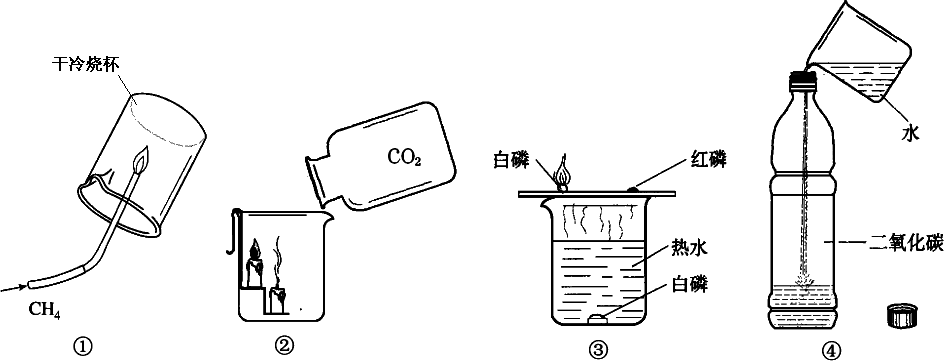 干冷烧杯
CH₄
①
CO₂
②
白磷
红磷
热水
白磷
③
水
二氧化碳
④